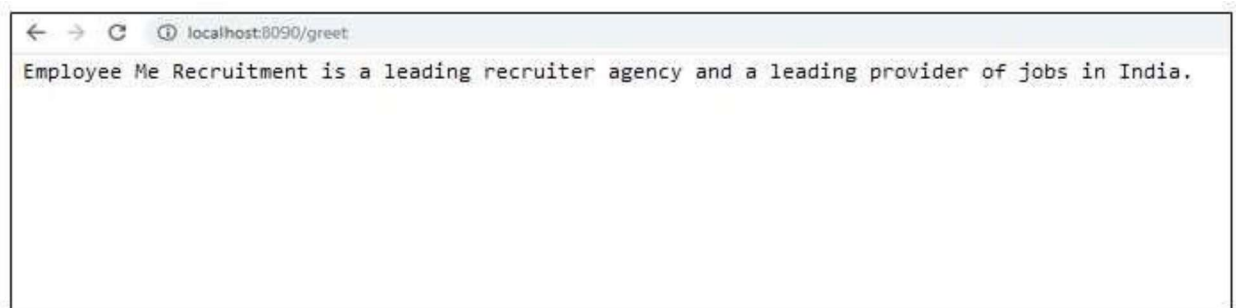 localhost:8090/greet
Employee Me Recruitment is a leading recruiter agency and a leading provider of jobs in India.